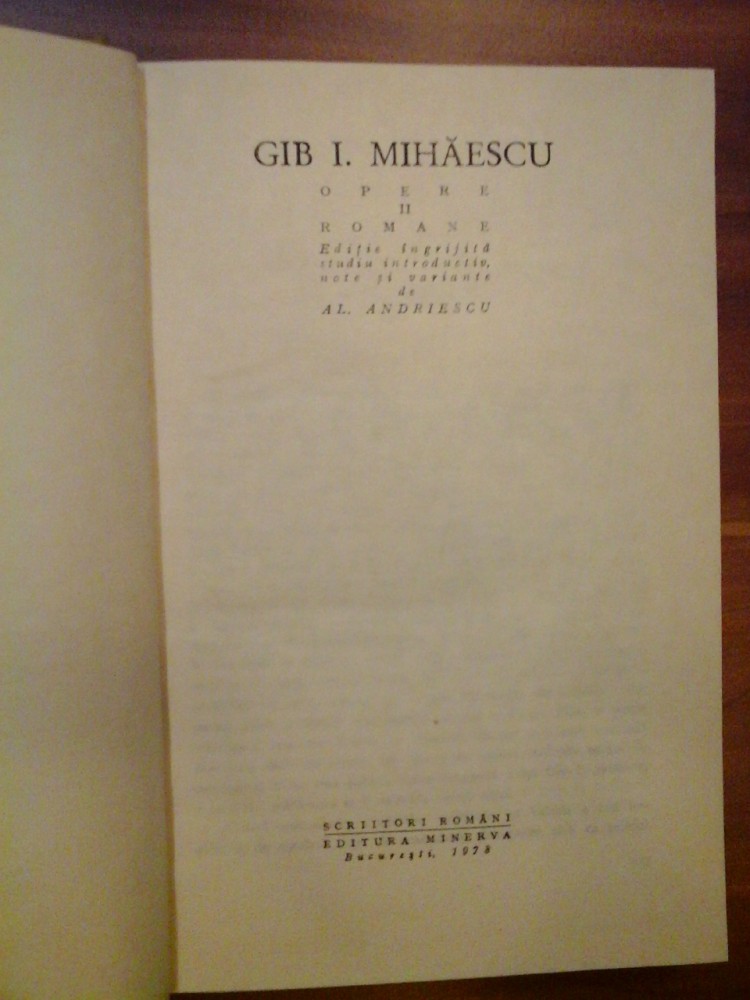 GIB I. MIHĂESCU
OPERE
II
ROMANE
Ediție îngrijită
studiu introductiv,
note și variante
de
AL. ANDRIESCU
SCRIITORI ROMÂNI
EDITURA MINERVA
București, 1978